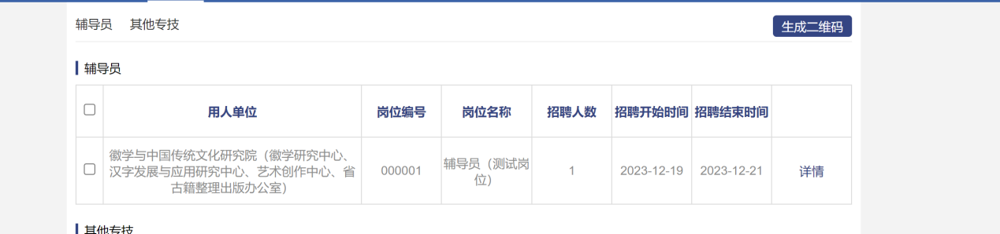 辅导员 其他专技 生成二维码
辅导员
用人单位 岗位编号 岗位名称 招聘人数 招聘开始时间 招聘结束时间
徽学与中国传统文化研究院（徽学研究中心、
汉字发展与应用研究中心、艺术创作中心、省
古籍整理出版办公室）
000001
辅导员（测试岗
位）
1
2023-12-19
2023-12-21
详情
其他专技